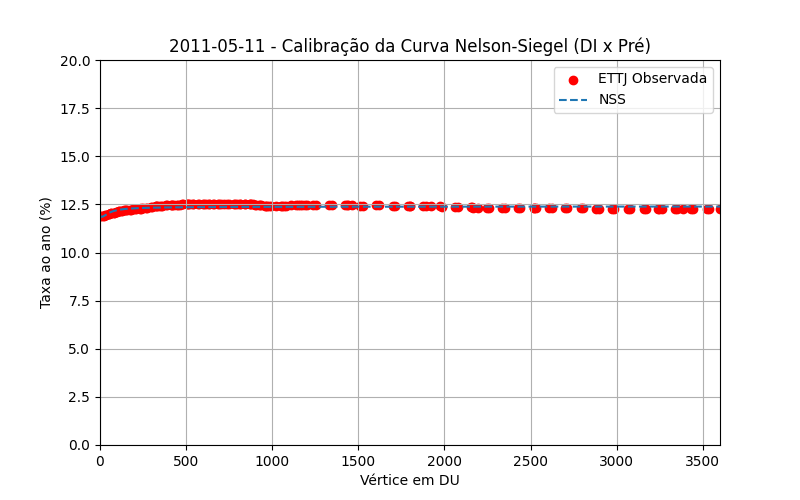 2011-05-11 - Calibração da Curva Nelson-Siegel (DI x Pré)
ETTJ Observada
NSS
Taxa ao ano (%)
20.0
17.5
15.0
12.5
10.0
7.5
5.0
2.5
0.0
0 500 1000 1500 2000 2500 3000 3500
Vértice em DU